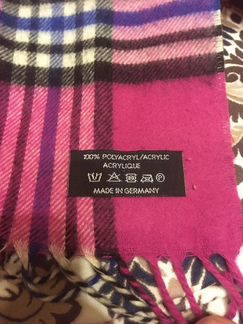 100% POLYACRYL/ACRYLIC
ACRYLIQUE
MADE IN GERMANY